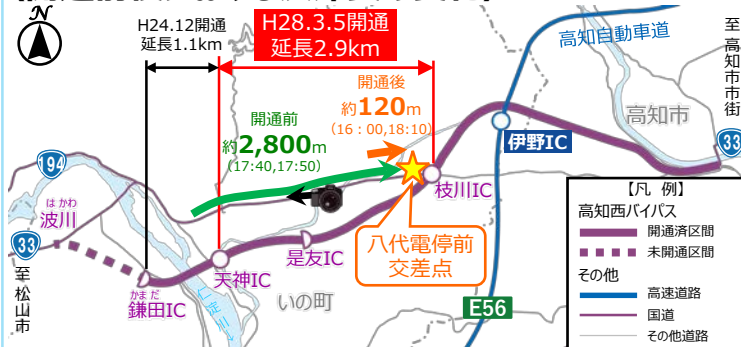 N
H24.12開通
延長1.1km
H28.3.5開通
延長2.9km
高知自動車道
至 高知市市街
開通後
約120m
(16：00,18:10)
開通前
約2,800m
(17:40,17:50)
高知市
伊野IC
33
194
はかわ
波川
枝川IC
33
至 松山市
八代電停前
交差点
是友IC
天神IC
かまだ
鎌田IC
仁淀川
いの町
E56
【凡 例】
高知西バイパス
開通済区間
未開通区間
その他
高速道路
国道
その他道路